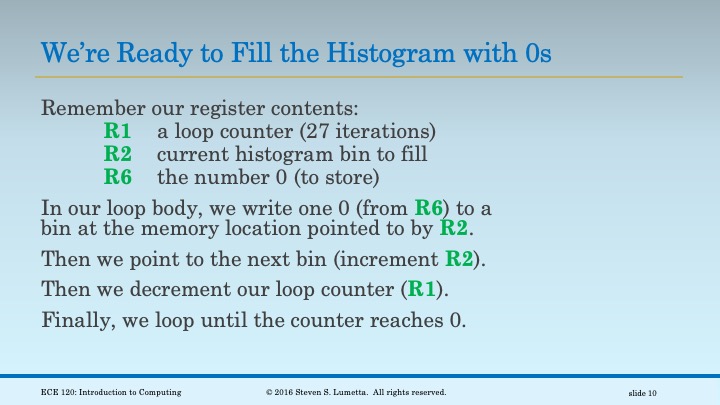 We're Ready to Fill the Histogram with 0s
Remember our register contents:
R1 a loop counter (27 iterations)
R2 current histogram bin to fill
R6 the number 0 (to store)
In our loop body, we write one 0 (from R6) to a
bin at the memory location pointed to by R2.
Then we point to the next bin (increment R2).
Then we decrement our loop counter (R1).
Finally, we loop until the counter reaches 0.
ECE 120: Introduction to Computing © 2016 Steven S. Lumetta. All rights reserved. slide 10